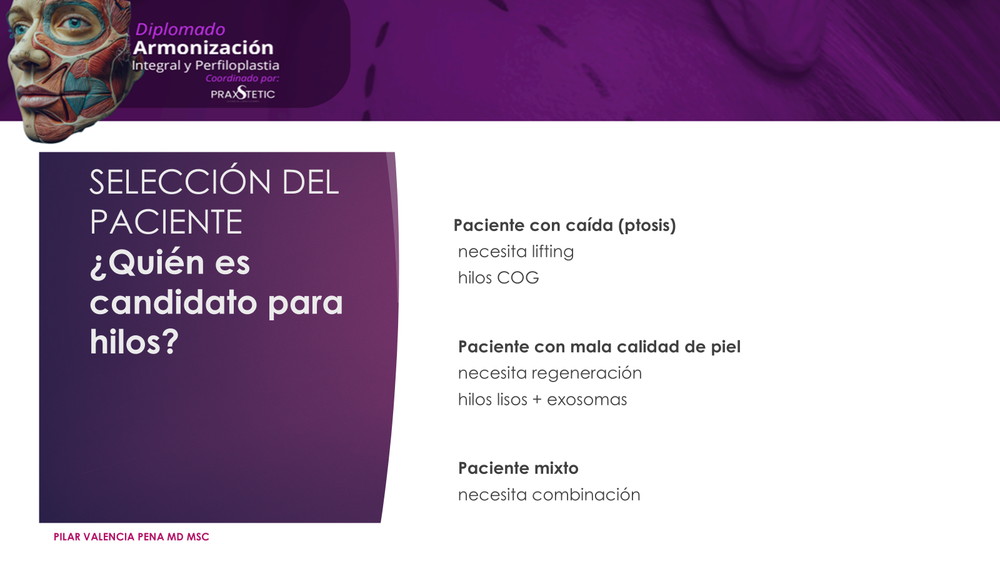 Diplomado
Armonización
Integral y Perfiloplastia
Coordinado por:
PRAXSTETIC
SELECCIÓN DEL
PACIENTE
¿Quién es
candidato para
hilos?
Paciente con caída (ptosis)
necesita lifting
hilos COG
Paciente con mala calidad de piel
necesita regeneración
hilos lisos + exosomas
Paciente mixto
necesita combinación
PILAR VALENCIA PENA MD MSC